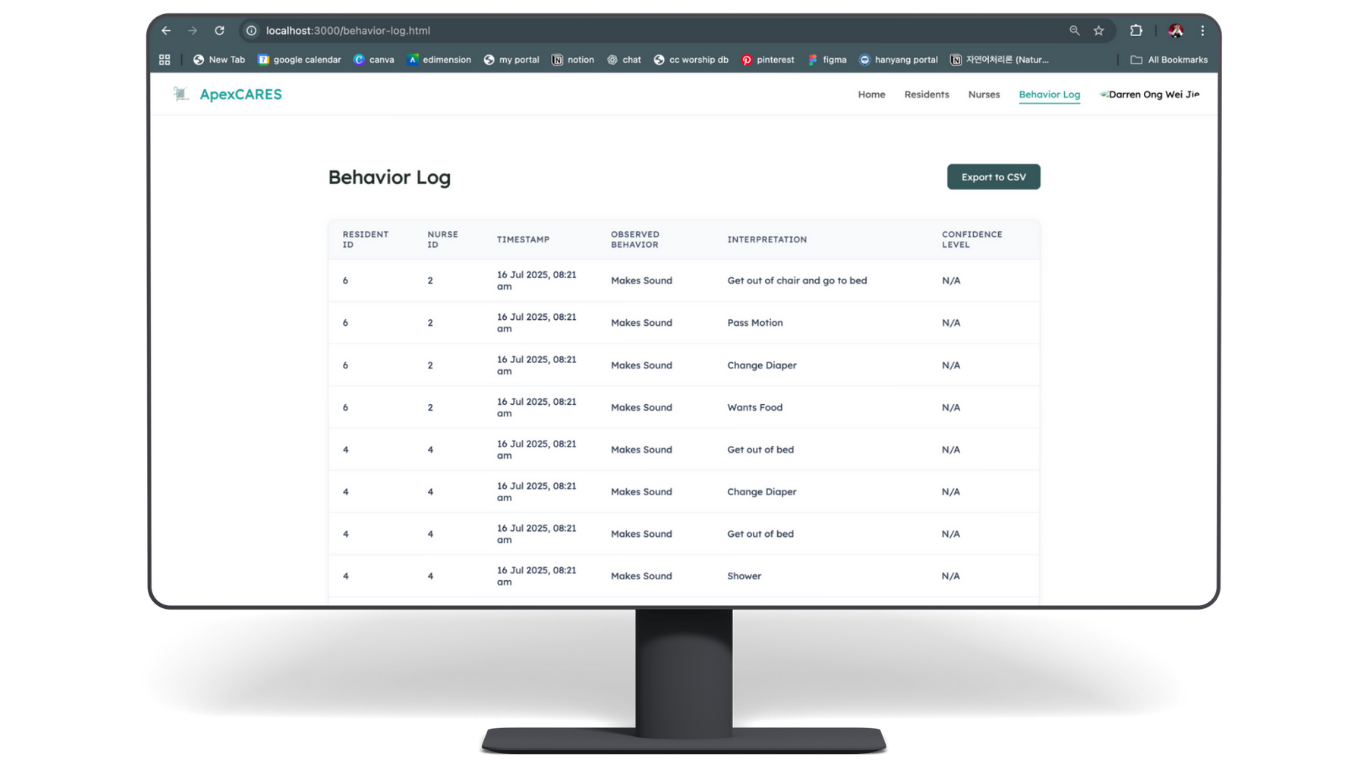 localhost:3000/behavior-log.html
New Tab google calendar canva edimension my portal notion chat cc worship db pinterest figma hanyang portal 자연어처리론 (Natur... All Bookmarks
ApexCARES Home Residents Nurses Behavior Log Darren Ong Wei Jie
Behavior Log Export to CSV
RESIDENT ID NURSE ID TIMESTAMP OBSERVED BEHAVIOR INTERPRETATION CONFIDENCE LEVEL
6 2 16 Jul 2025, 08:21 am Makes Sound Get out of chair and go to bed N/A
6 2 16 Jul 2025, 08:21 am Makes Sound Pass Motion N/A
6 2 16 Jul 2025, 08:21 am Makes Sound Change Diaper N/A
6 2 16 Jul 2025, 08:21 am Makes Sound Wants Food N/A
4 4 16 Jul 2025, 08:21 am Makes Sound Get out of bed N/A
4 4 16 Jul 2025, 08:21 am Makes Sound Change Diaper N/A
4 4 16 Jul 2025, 08:21 am Makes Sound Get out of bed N/A
4 4 16 Jul 2025, 08:21 am Makes Sound Shower N/A